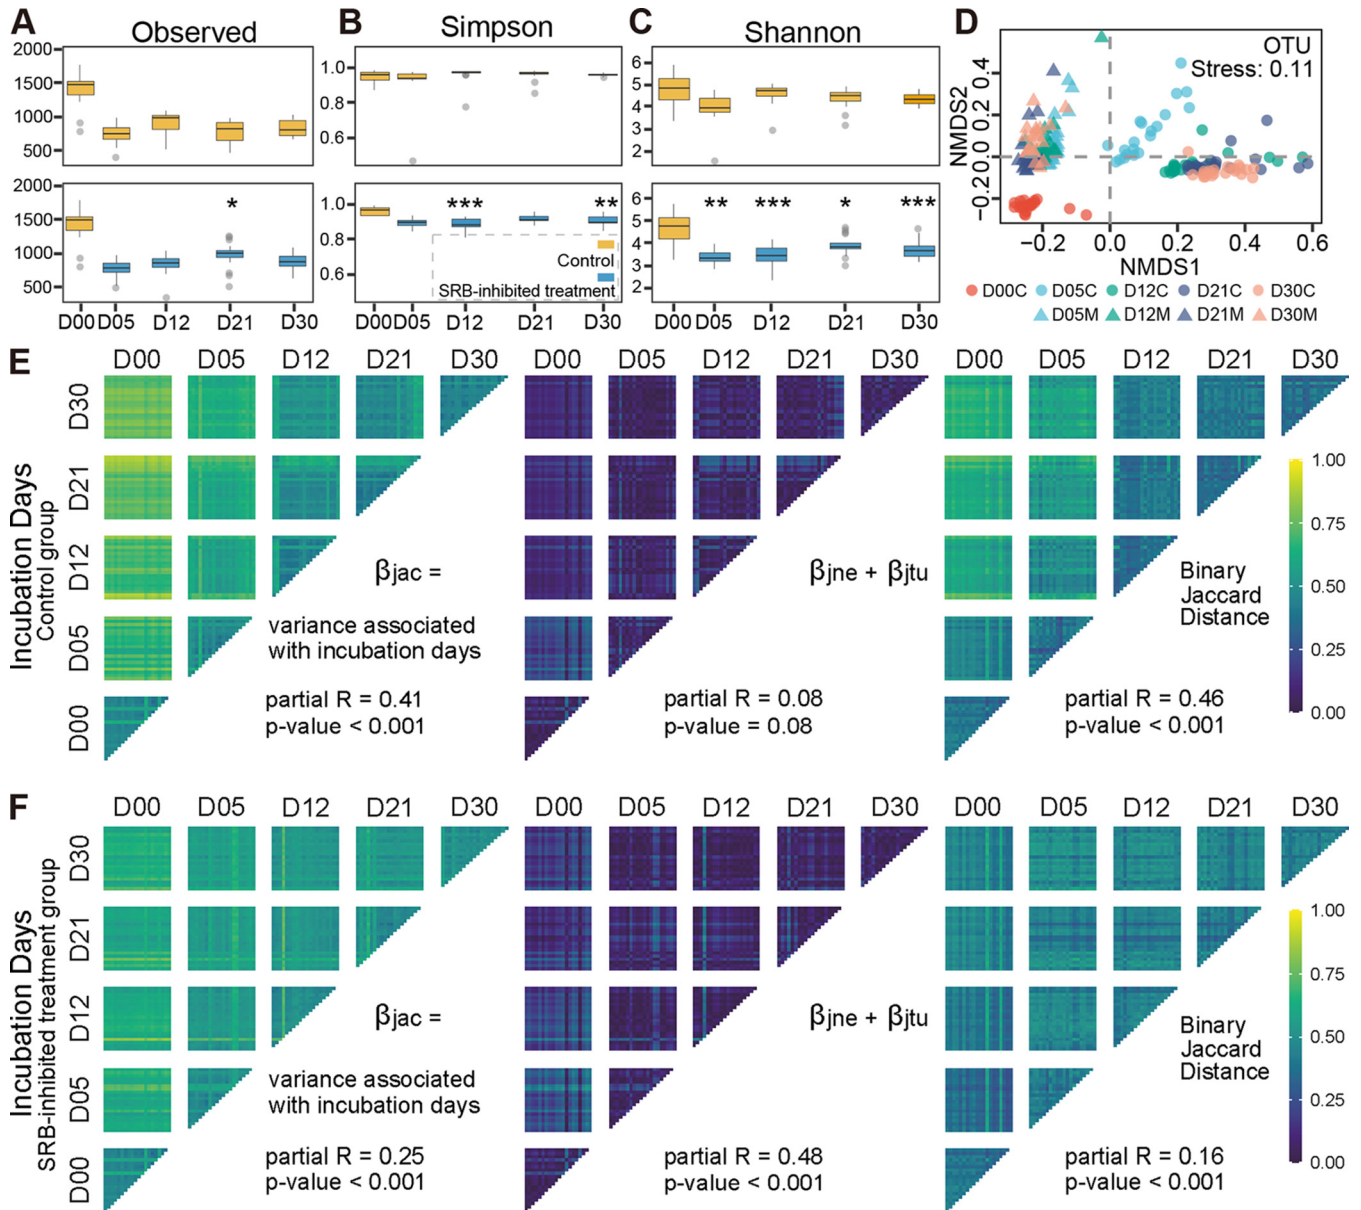 A
Observed
2000
1500
1000
500
2000
1500
1000
500
*
D00 D05 D12 D21 D30
B
Simpson
1.0
0.8
0.6
1.0
0.8
0.6
*** **
Control
SRB-inhibited treatment
D00 D05 D12 D21 D30
C
Shannon
6
5
4
3
2
6
5
4
3
2
** *** * ***
D00 D05 D12 D21 D30
D
OTU
Stress: 0.11
NMDS2
0.4
0.2
0.0
−0.2
−0.2 0.0 0.2 0.4 0.6
NMDS1
D00C D05C D12C D21C D30C
D05M D12M D21M D30M
E
D00 D05 D12 D21 D30 D00 D05 D12 D21 D30 D00 D05 D12 D21 D30
Incubation Days
Control group
D30
D21
D12
D05
D00
βjac =
βjne + βjtu
Binary
Jaccard
Distance
variance associated
with incubation days
partial R = 0.41
p-value < 0.001
partial R = 0.08
p-value = 0.08
partial R = 0.46
p-value < 0.001
1.00
0.75
0.50
0.25
0.00
F
D00 D05 D12 D21 D30 D00 D05 D12 D21 D30 D00 D05 D12 D21 D30
Incubation Days
SRB-inhibited treatment group
D30
D21
D12
D05
D00
βjac =
βjne + βjtu
Binary
Jaccard
Distance
variance associated
with incubation days
partial R = 0.25
p-value < 0.001
partial R = 0.48
p-value < 0.001
partial R = 0.16
p-value < 0.001
1.00
0.75
0.50
0.25
0.00